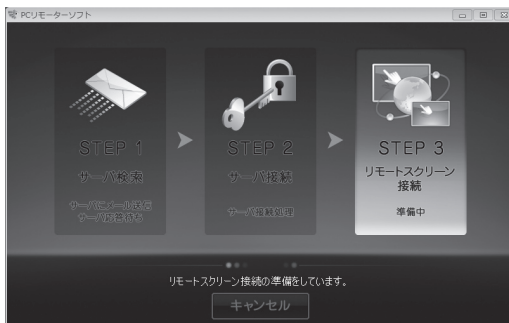 PCリモーターソフト
STEP 1
サーバ検索
サーバにメール送信
サーバ応答待ち
STEP 2
サーバ接続
サーバ接続処理
STEP 3
リモートスクリーン
接続
準備中
リモートスクリーン接続の準備をしています。
キャンセル